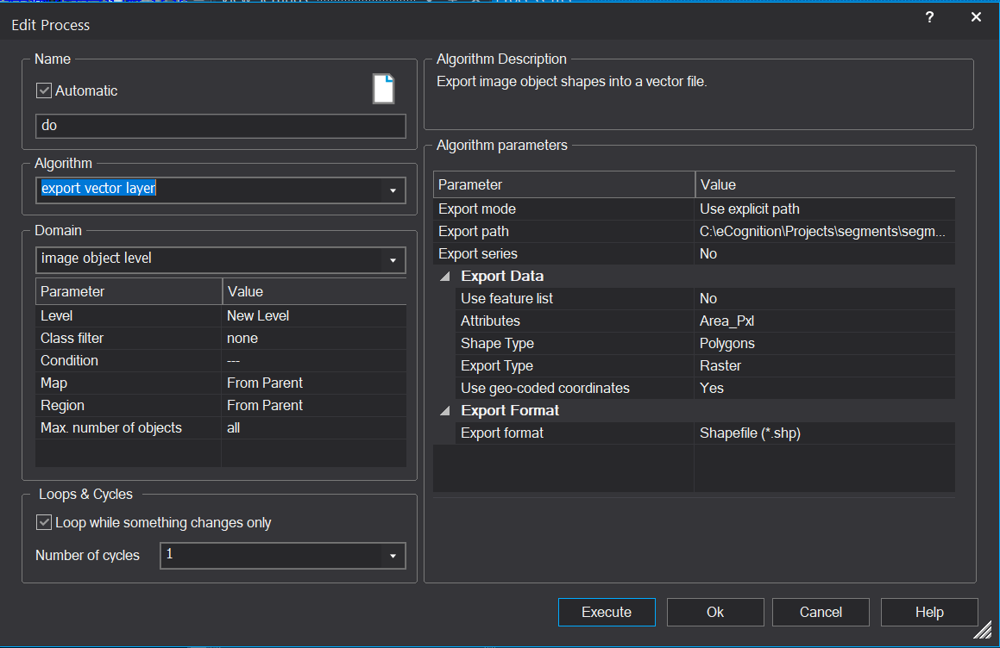 Edit Process
?
Name
Automatic
do
Algorithm
export vector layer
Domain
image object level
Parameter Value
Level New Level
Class filter none
Condition ---
Map From Parent
Region From Parent
Max. number of objects all
Loops & Cycles
Loop while something changes only
Number of cycles 1
Algorithm Description
Export image object shapes into a vector file.
Algorithm parameters
Parameter Value
Export mode Use explicit path
Export path C:\eCognition\Projects\segments\segm...
Export series No
Export Data
Use feature list No
Attributes Area_Pxl
Shape Type Polygons
Export Type Raster
Use geo-coded coordinates Yes
Export Format
Export format Shapefile (*.shp)
Execute Ok Cancel Help